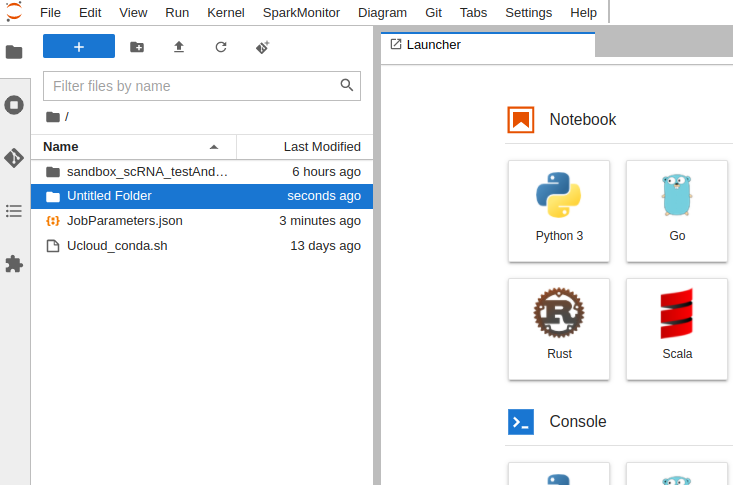 File Edit View Run Kernel SparkMonitor Diagram Git Tabs Settings Help
+
Filter files by name
/
Name Last Modified
sandbox_scRNA_testAnd… 6 hours ago
Untitled Folder seconds ago
JobParameters.json 3 minutes ago
Ucloud_conda.sh 13 days ago
Launcher
Notebook
Python 3 Go
Rust Scala
Console